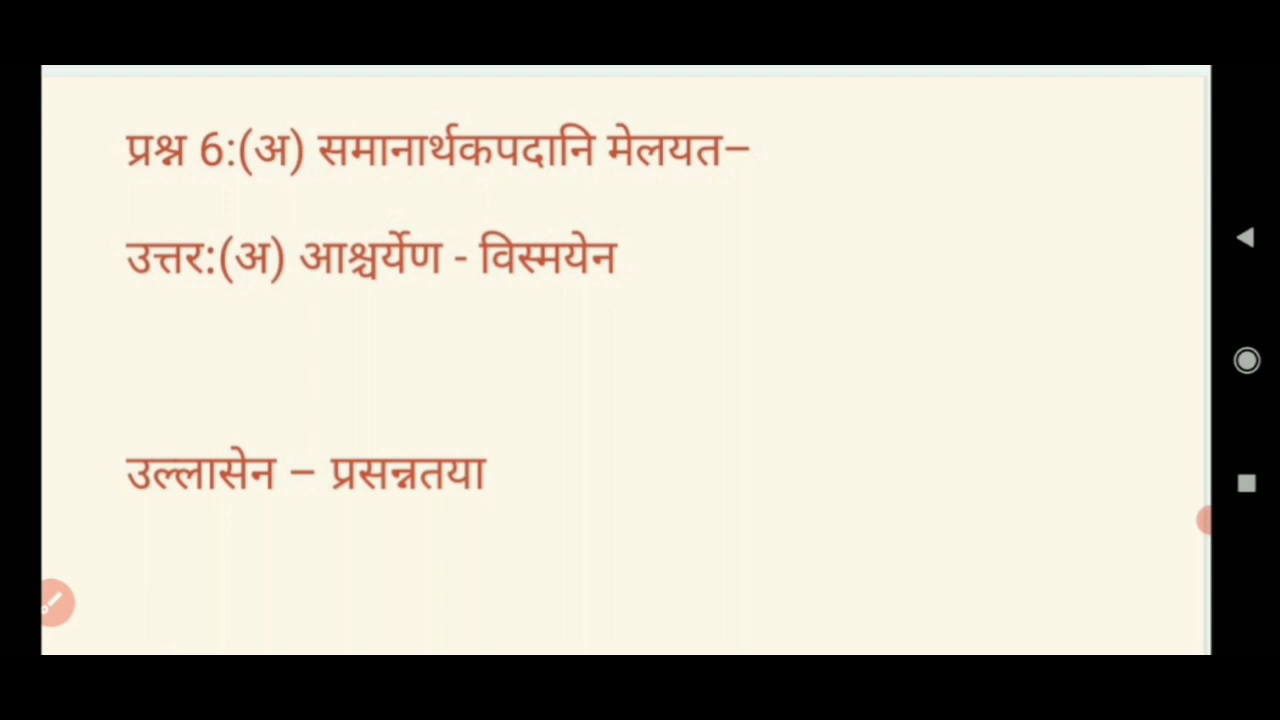 प्रश्न 6:(अ) समानार्थकपदानि मेलयत–
उत्तर:(अ) आश्चर्येण - विस्मयेन
उल्लासेन – प्रसन्नतया